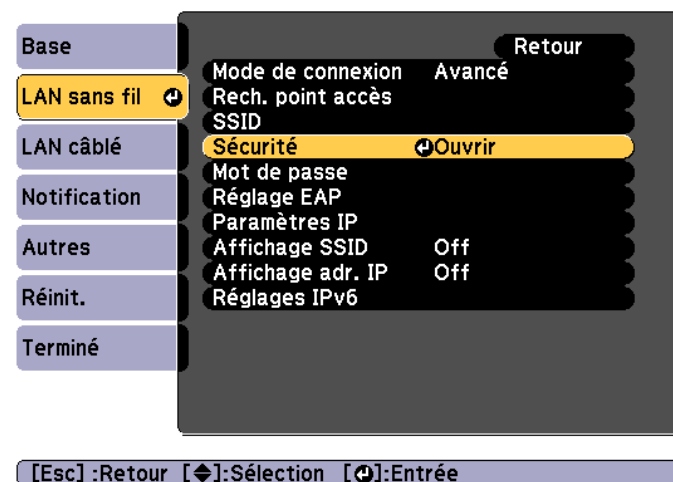 Base
LAN sans fil
LAN câblé
Notification
Autres
Réinit.
Terminé
Retour
Mode de connexion Avancé
Rech. point accès
SSID
Sécurité Ouvrir
Mot de passe
Réglage EAP
Paramètres IP
Affichage SSID Off
Affichage adr. IP Off
Réglages IPv6
[Esc] :Retour [◆]:Sélection [⏎]:Entrée